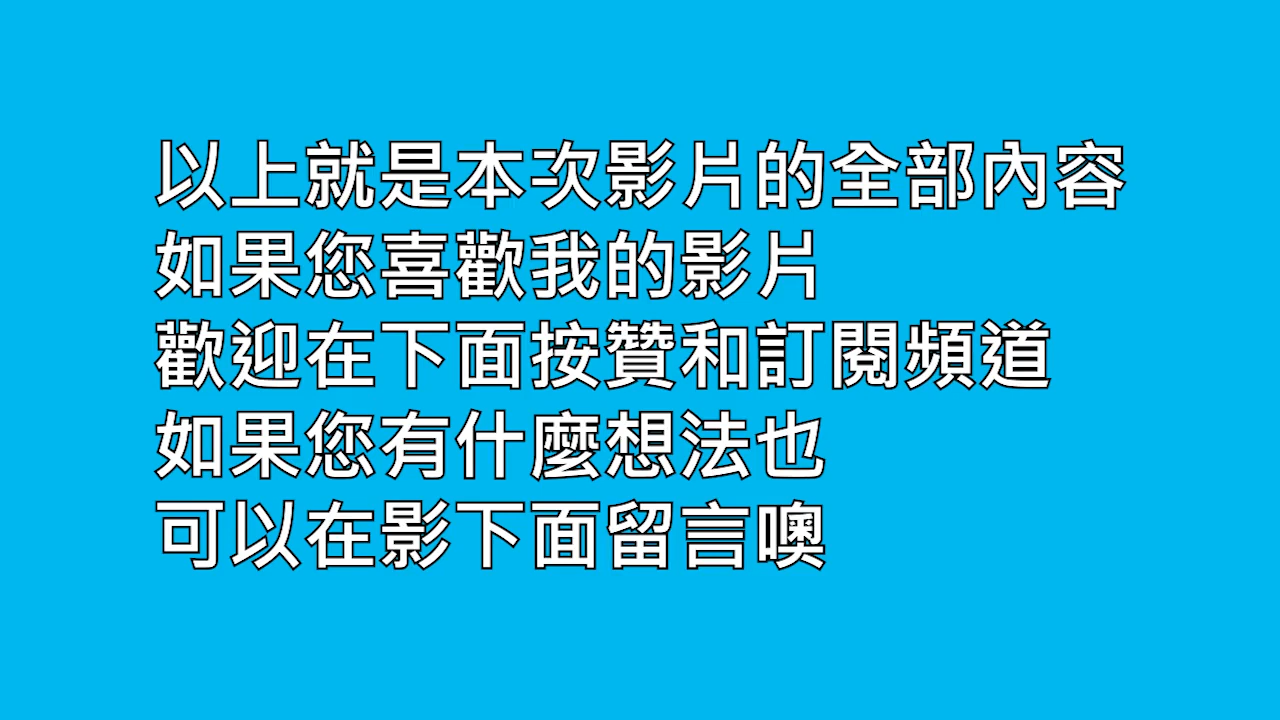 以上就是本次影片的全部內容
如果您喜歡我的影片
歡迎在下面按贊和訂閱頻道
如果您有什麼想法也
可以在影下面留言噢